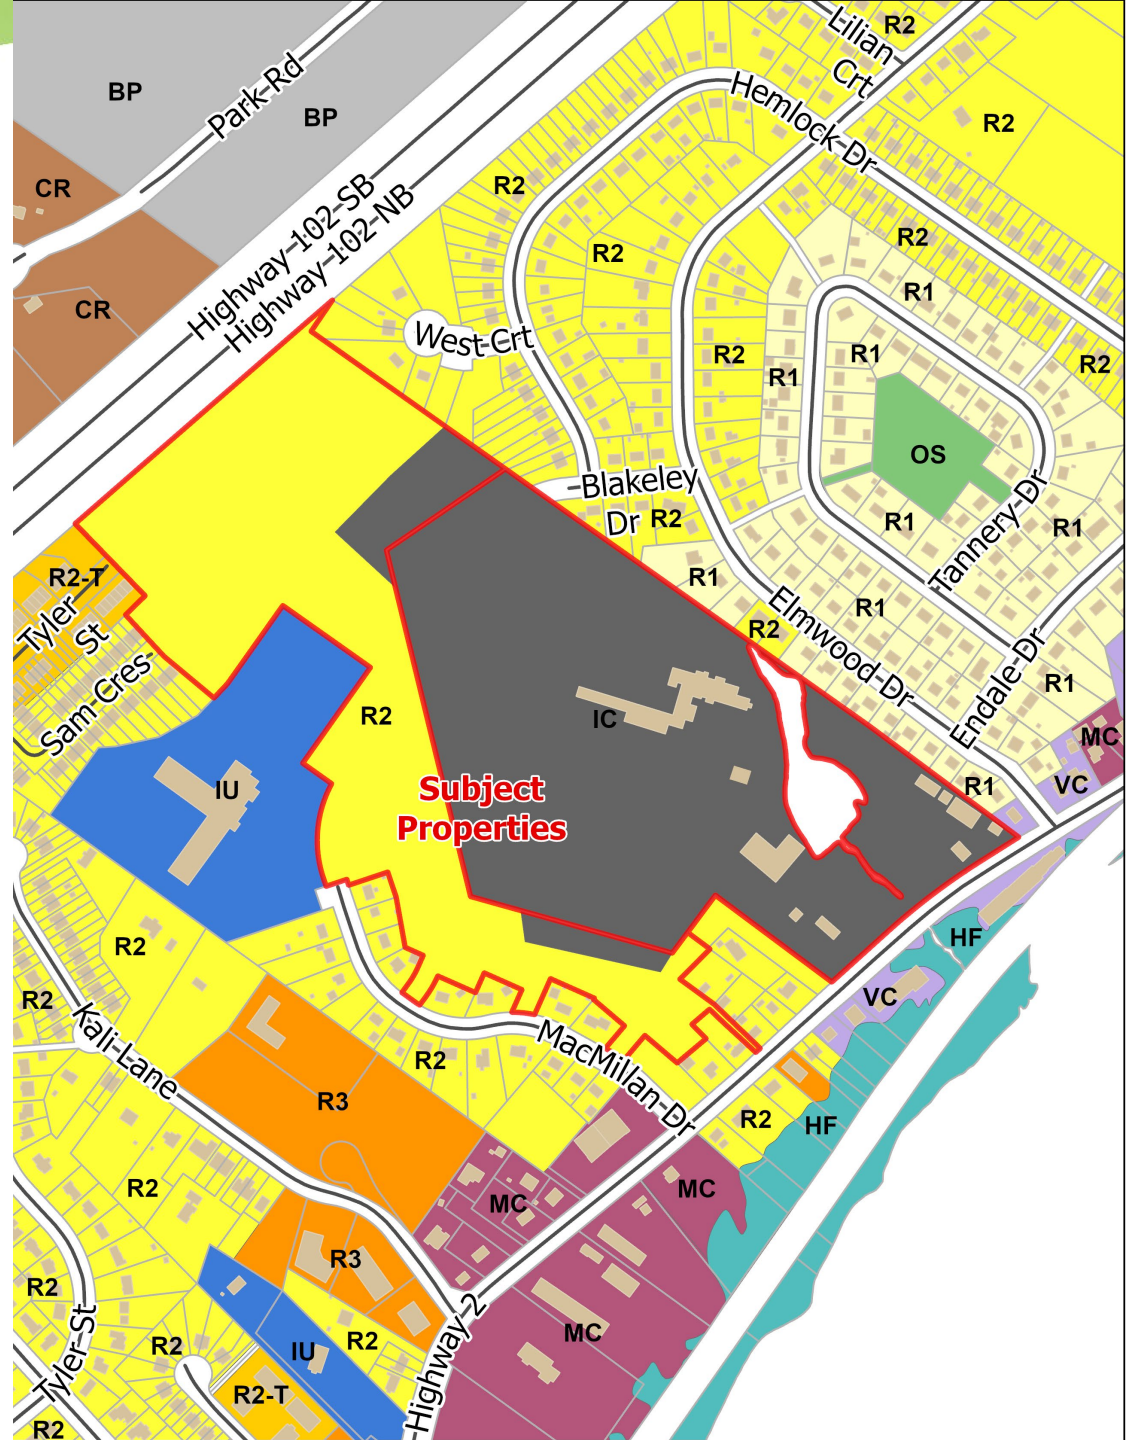 R2
Lilian
Crt
BP
Park Rd
BP
Hemlock Dr
R2
CR
R2
R2
R2
Highway 102 SB
Highway 102 NB
R1
CR
West Crt
R2
R1
R1
R2
OS
Blakeley
Dr
R2
R1
Tannery Dr
R1
R2-T
R1
Tyler
St
R1
Elmwood Dr
R2
Endale Dr
R1
Sam Cres
R2
IC
MC
IU
Subject
Properties
R1
VC
R2
HF
R2
VC
Kali Lane
R2
MacMillan Dr
R3
R2
HF
R2
MC
MC
R3
R2
Tyler St
R2
IU
R2
Highway 2
MC
R2-T
R2